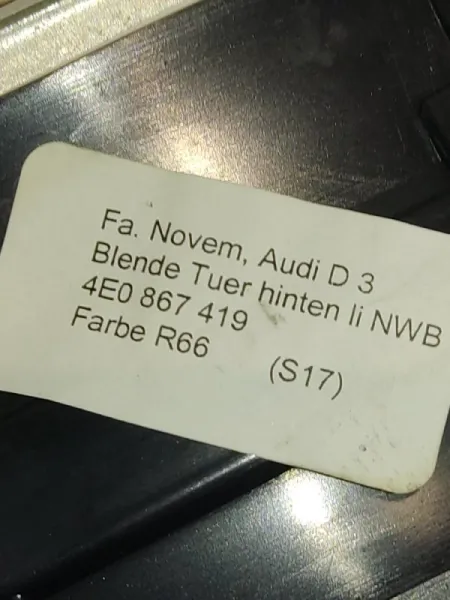 Fa. Novem, Audi D 3
Blende Tuer hinten li NWB
4E0 867 419
Farbe R66 (S17)